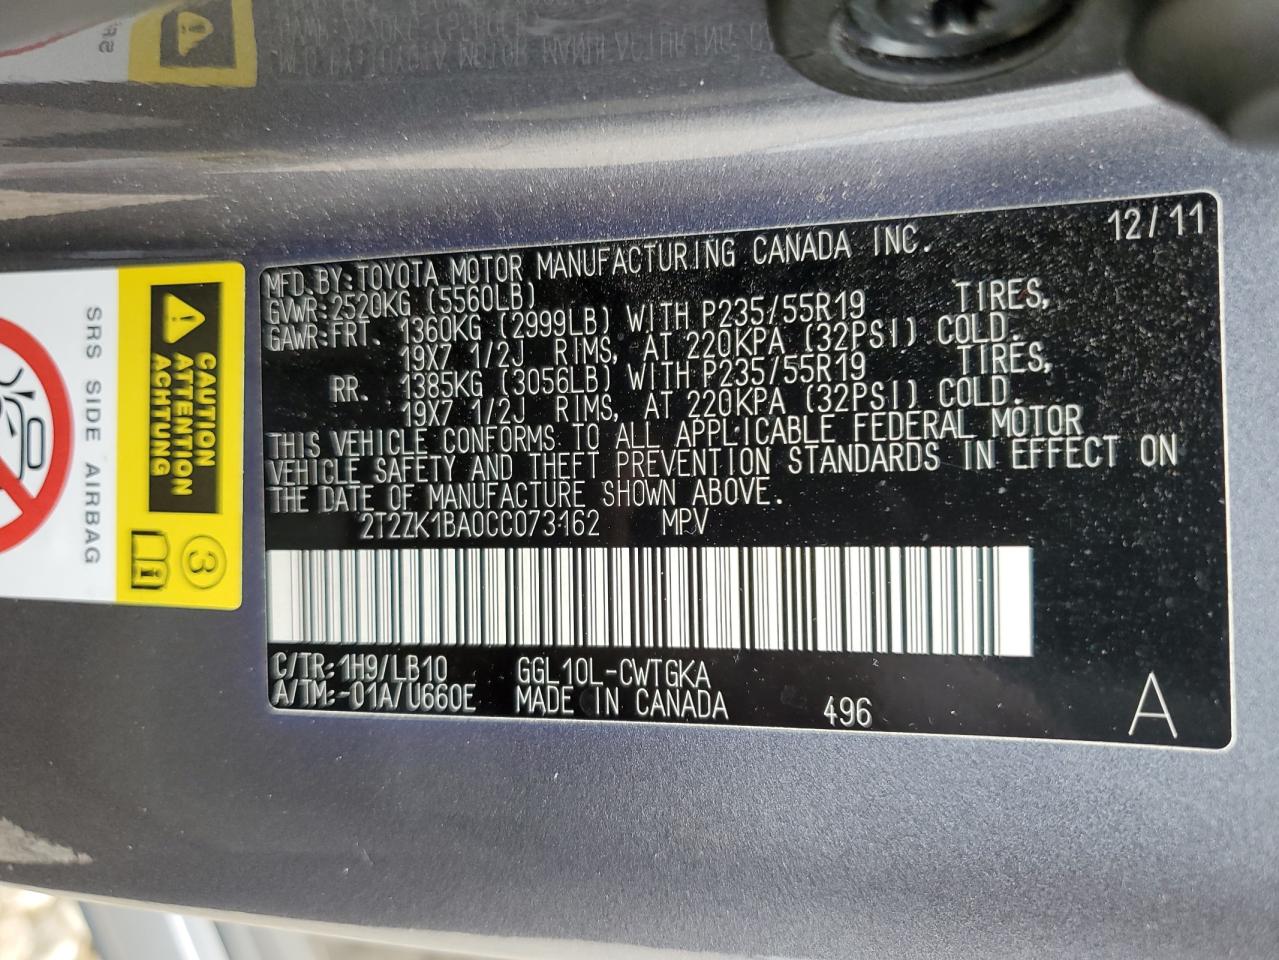 12/11
MFD. BY: TOYOTA MOTOR MANUFACTURING CANADA INC.
GWWR: 2520KG (5560LB)
GAWR: FRT. 1360KG (2999LB) WITH P235/55R19 TIRES,
19X7 1/2J RIMS, AT 220KPA (32PSI) COLD.
RR. 1385KG (3056LB) WITH P235/55R19 TIRES,
19X7 1/2J RIMS, AT 220KPA (32PSI) COLD.
THIS VEHICLE CONFORMS TO ALL APPLICABLE FEDERAL MOTOR
VEHICLE SAFETY AND THEFT PREVENTION STANDARDS IN EFFECT ON
THE DATE OF MANUFACTURE SHOWN ABOVE.
2T2ZK1BA0CC073162 MPV
C/TR: 1H9/LB10 GGL10L-CWTGKA
A/TM: -01A/U660E MADE IN CANADA 496
A
CAUTION
ATTENTION
ACHTUNG
SRS SIDE AIRBAG
3